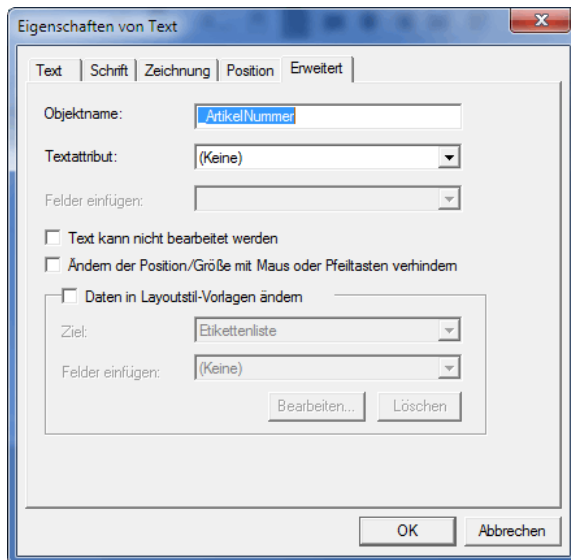 Eigenschaften von Text
Text Schrift Zeichnung Position Erweitert
Objektname: _ArtikelNummer
Textattribut: (Keine)
Felder einfügen:
Text kann nicht bearbeitet werden
Ändern der Position/Größe mit Maus oder Pfeiltasten verhindern
Daten in Layoutstil-Vorlagen ändern
Ziel: Etikettenliste
Felder einfügen: (Keine)
Bearbeiten... Löschen
OK Abbrechen